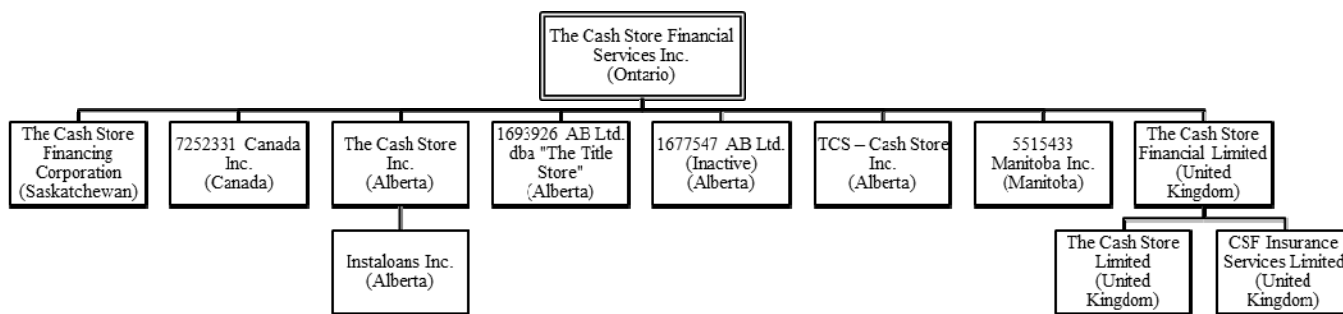 The Cash Store Financial
Services Inc.
(Ontario)
The Cash Store
Financing
Corporation
(Saskatchewan)
7252331 Canada
Inc.
(Canada)
The Cash Store
Inc.
(Alberta)
1693926 AB Ltd.
dba "The Title
Store"
(Alberta)
1677547 AB Ltd.
(Inactive)
(Alberta)
TCS – Cash Store
Inc.
(Alberta)
5515433
Manitoba Inc.
(Manitoba)
The Cash Store
Financial Limited
(United
Kingdom)
Instaloans Inc.
(Alberta)
The Cash Store
Limited
(United
Kingdom)
CSF Insurance
Services Limited
(United
Kingdom)